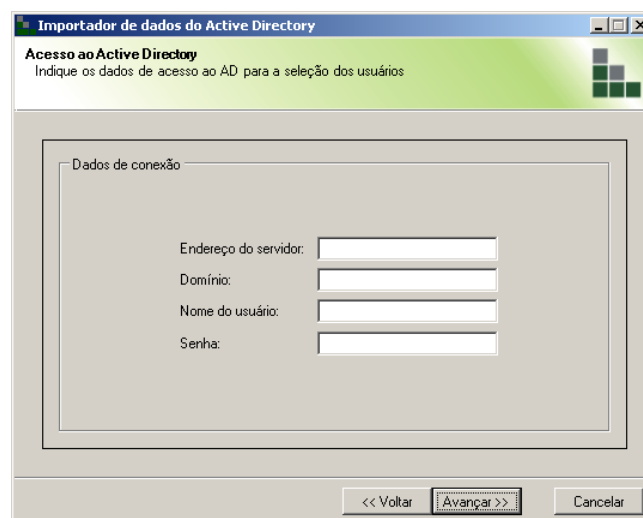 Importador de dados do Active Directory
Acesso ao Active Directory
Indique os dados de acesso ao AD para a seleção dos usuários
Dados de conexão
Endereço do servidor:
Domínio:
Nome do usuário:
Senha:
<< Voltar
Avançar >>
Cancelar